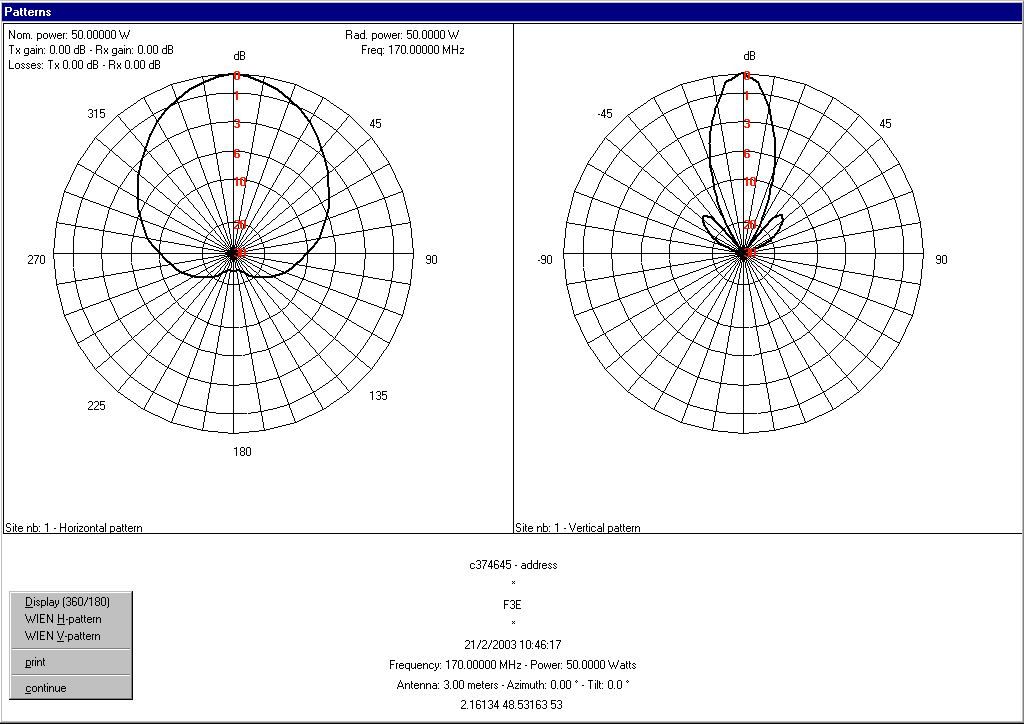 Patterns
Nom. power: 50.00000 W
Rad. power: 50.0000 W
Tx gain: 0.00 dB - Rx gain: 0.00 dB
Freq: 170.00000 MHz
Losses: Tx 0.00 dB - Rx 0.00 dB
dB
0
1
3
6
10
20
315
45
270
90
225
135
180
Site nb: 1 - Horizontal pattern
dB
0
1
3
6
10
20
-45
45
-90
90
Site nb: 1 - Vertical pattern
c374645 - address
*
F3E
*
21/2/2003 10:46:17
Frequency: 170.00000 MHz - Power: 50.0000 Watts
Antenna: 3.00 meters - Azimuth: 0.00 ° - Tilt: 0.0 °
2.16134 48.53163 53
Display (360/180)
WIEN H-pattern
WIEN V-pattern
print
continue